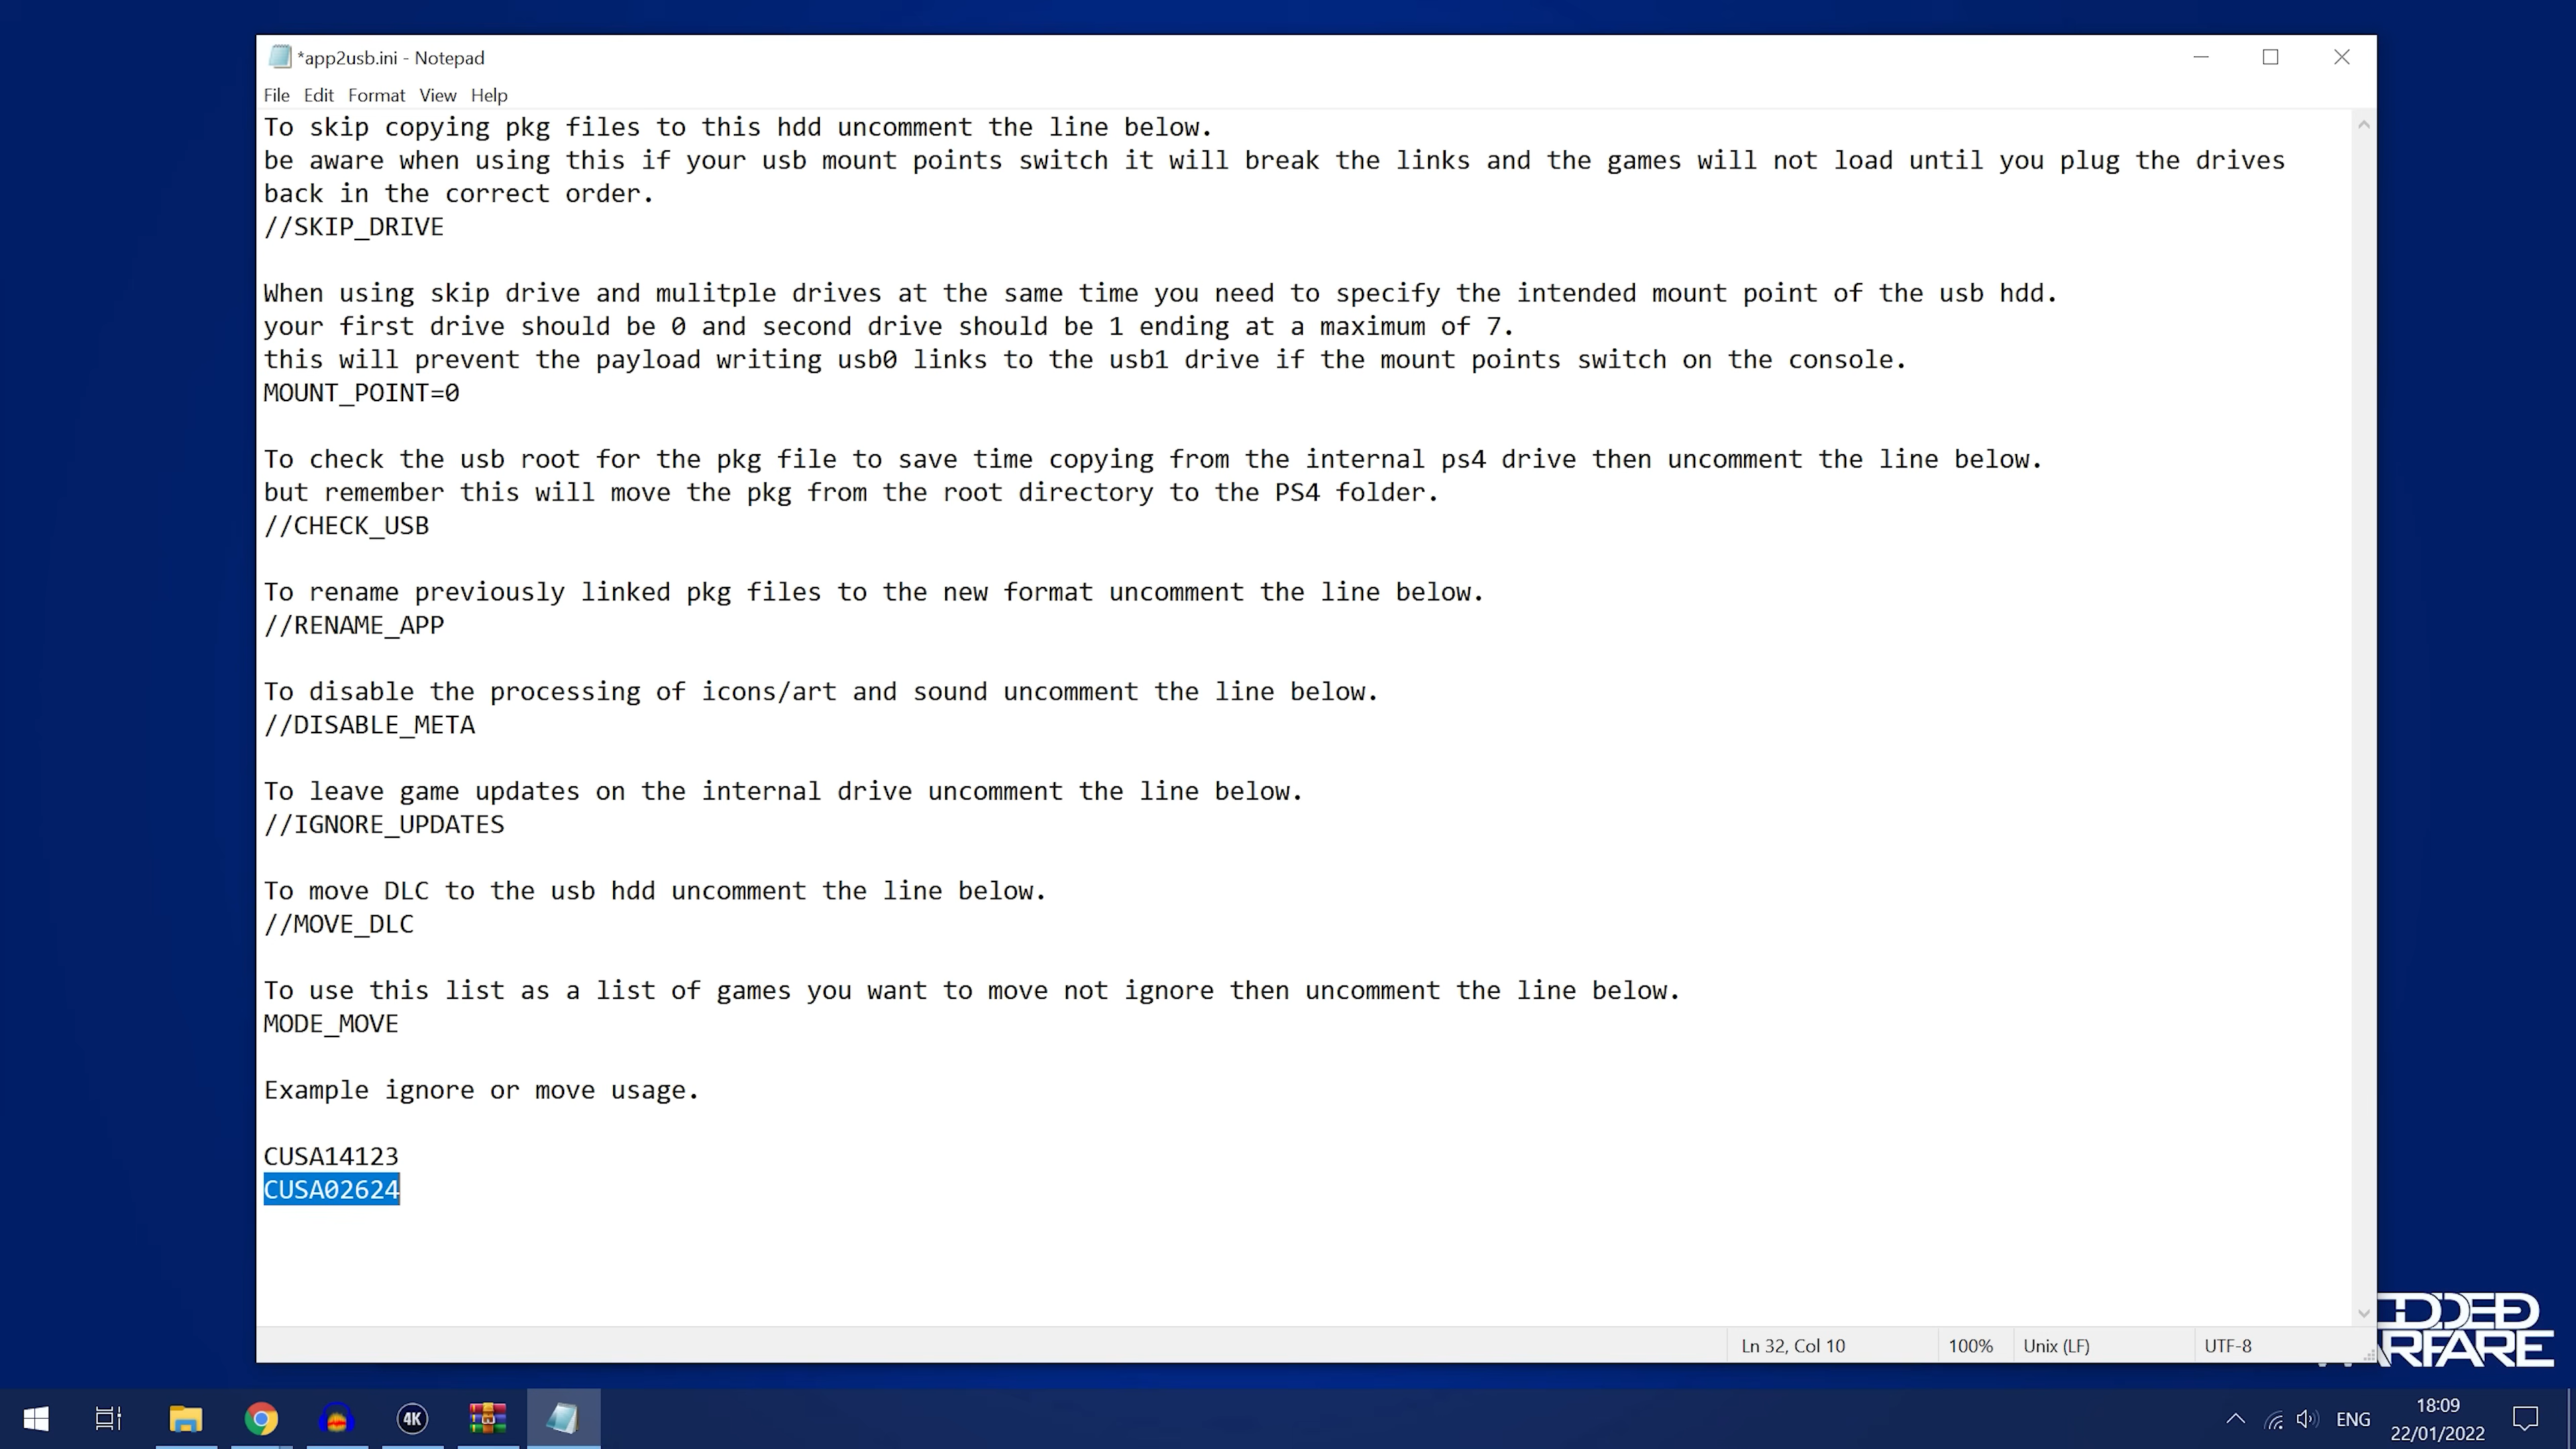 *app2usb.ini - Notepad
File Edit Format View Help
To skip copying pkg files to this hdd uncomment the line below.
be aware when using this if your usb mount points switch it will break the links and the games will not load until you plug the drives
back in the correct order.
//SKIP_DRIVE
When using skip drive and mulitple drives at the same time you need to specify the intended mount point of the usb hdd.
your first drive should be 0 and second drive should be 1 ending at a maximum of 7.
this will prevent the payload writing usb0 links to the usb1 drive if the mount points switch on the console.
MOUNT_POINT=0
To check the usb root for the pkg file to save time copying from the internal ps4 drive then uncomment the line below.
but remember this will move the pkg from the root directory to the PS4 folder.
//CHECK_USB
To rename previously linked pkg files to the new format uncomment the line below.
//RENAME_APP
To disable the processing of icons/art and sound uncomment the line below.
//DISABLE_META
To leave game updates on the internal drive uncomment the line below.
//IGNORE_UPDATES
To move DLC to the usb hdd uncomment the line below.
//MOVE_DLC
To use this list as a list of games you want to move not ignore then uncomment the line below.
MODE_MOVE
Example ignore or move usage.
CUSA14123
CUSA02624
Ln 32, Col 10 100% Unix (LF) UTF-8
4K
ENG
18:09
22/01/2022